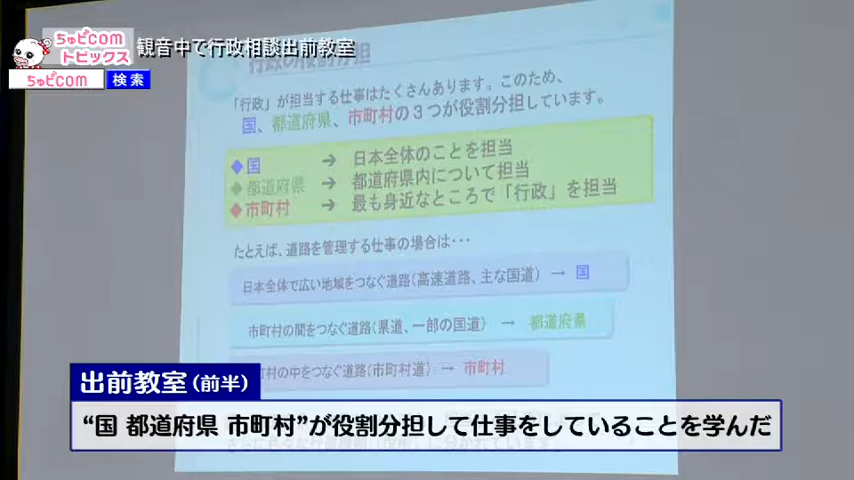 ちゅピCOM
トピックス
観音中で行政相談出前教室
ちゅピCOM
検索
行政の役割分担
「行政」が担当する仕事はたくさんあります。このため、
国、都道府県、市町村の3つが役割分担しています。
◆国 → 日本全体のことを担当
◆都道府県 → 都道府県内について担当
◆市町村 → 最も身近なところで「行政」を担当
たとえば、道路を管理する仕事の場合は・・・
日本全体で広い地域をつなぐ道路(高速道路、主な国道) → 国
市町村の間をつなぐ道路(県道、一部の国道) → 都道府県
町村の中をつなぐ道路(市町村道) → 市町村
出前教室(前半)
“国 都道府県 市町村”が役割分担して仕事をしていることを学んだ